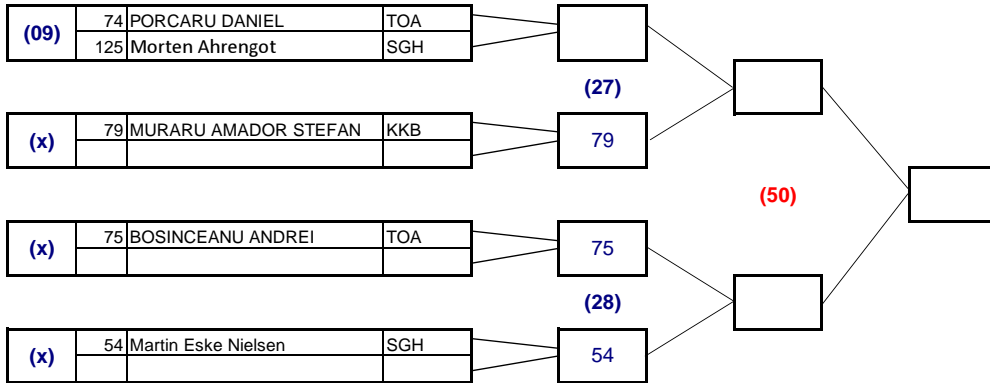 (09) 74 PORCARU DANIEL TOA
125 Morten Ahrengot SGH
(27)
(x) 79 MURARU AMADOR STEFAN KKB 79
(50)
(x) 75 BOSINCEANU ANDREI TOA 75
(28)
(x) 54 Martin Eske Nielsen SGH 54